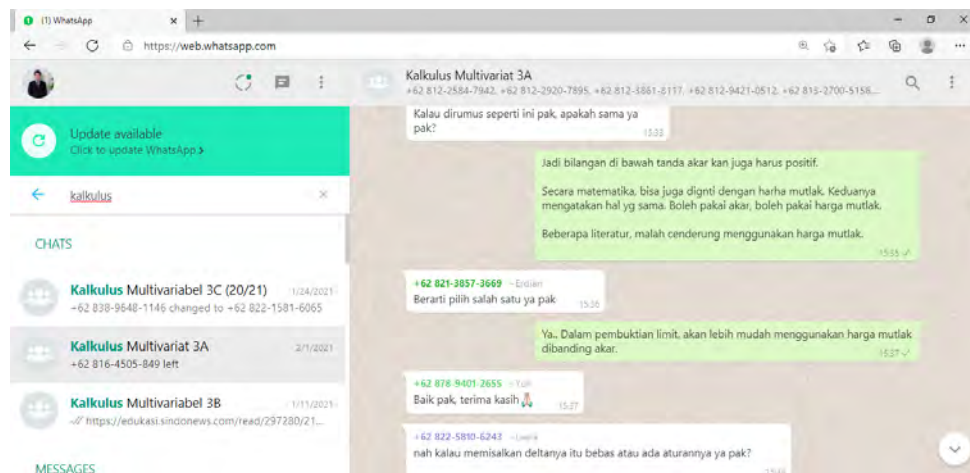 (1) WhatsApp
https://web.whatsapp.com
Kalkulus Multivariat 3A
+62 812-2584-7942, +62 812-2920-7895, +62 812-3861-8117, +62 812-9421-0512, +62 815-2700-5156...
Update available
Click to update WhatsApp
kalkulus
CHATS
Kalkulus Multivariabel 3C (20/21) 1/24/2021
+62 838-9648-1146 changed to +62 822-1581-6065
Kalkulus Multivariat 3A 2/1/2021
+62 816-4505-849 left
Kalkulus Multivariabel 3B 1/11/2021
https://edukasi.sindonews.com/read/297280/21...
MESSAGES
Kalau dirumus seperti ini pak, apakah sama ya
pak? 15:33
Jadi bilangan di bawah tanda akar kan juga harus positif.
Secara matematika, bisa juga dignti dengan harha mutlak. Keduanya
mengatakan hal yg sama. Boleh pakai akar, boleh pakai harga mutlak.
Beberapa literatur, malah cenderung menggunakan harga mutlak.
15:35
+62 821-3857-3669
Berarti pilih salah satu ya pak 15:36
Ya.. Dalam pembuktian limit, akan lebih mudah menggunakan harga mutlak
dibanding akar. 15:37
+62 878-9401-2655
Baik pak, terima kasih 15:37
+62 822-5810-6243
nah kalau memisalkan deltanya itu bebas atau ada aturannya ya pak?